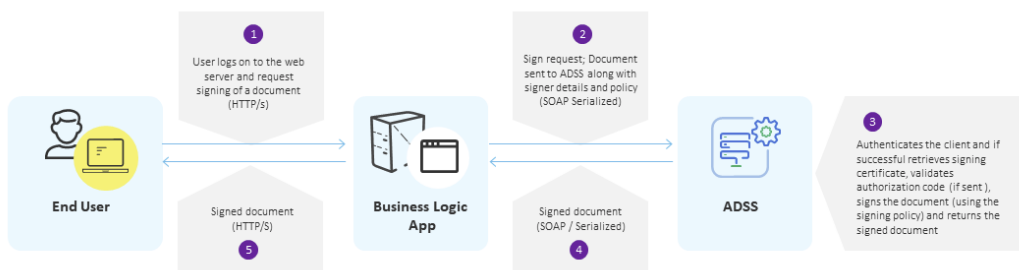 1
User logs on to the web
server and request
signing of a document
(HTTP/s)
2
Sign request; Document
sent to ADSS along with
signer details and policy
(SOAP Serialized)
3
Authenticates the client and if
successful retrieves signing
certificate, validates
authorization code (if sent ),
signs the document (using the
signing policy) and returns the
signed document
End User
Business Logic
App
ADSS
Signed document
(HTTP/S)
5
Signed document
(SOAP / Serialized)
4